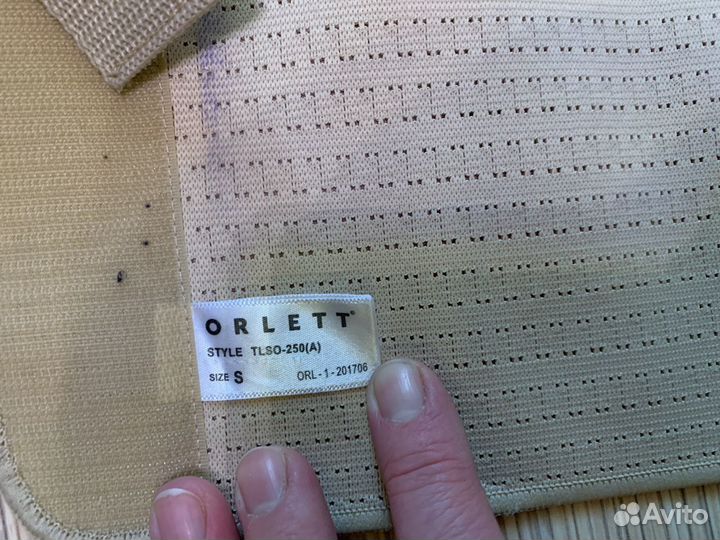 ORLETT®
STYLE TLSO-250(A)
SIZE S ORL-1-201706
Avito